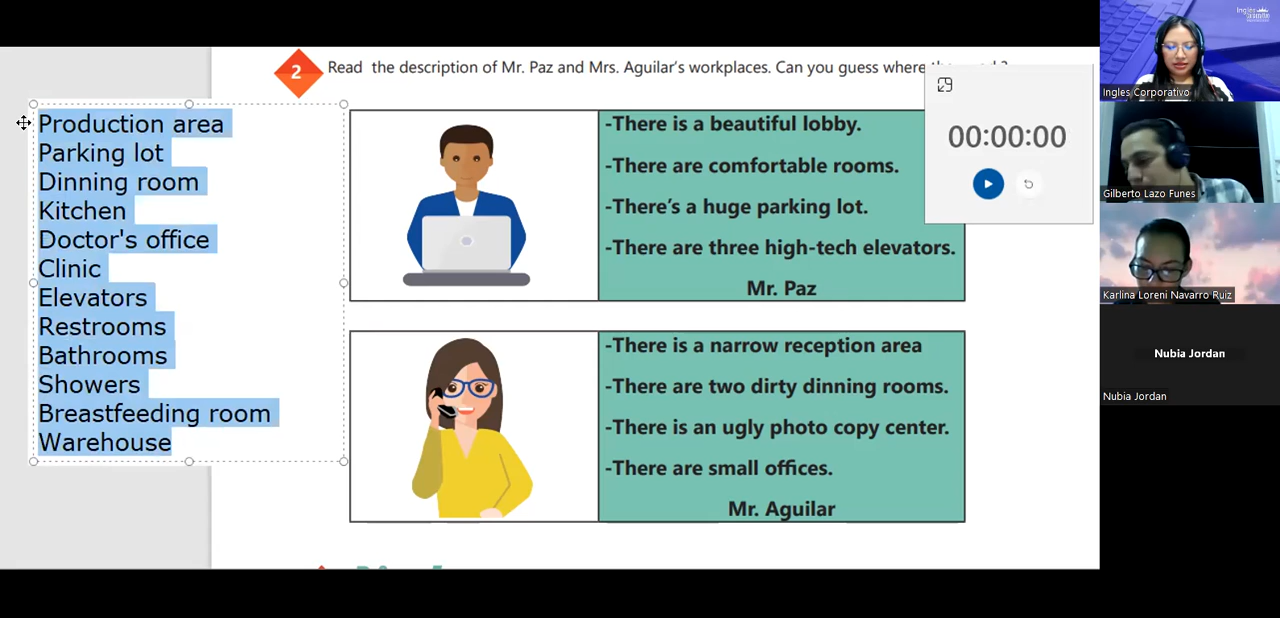 2
Read the description of Mr. Paz and Mrs. Aguilar's workplaces. Can you guess where
Production area
Parking lot
Dinning room
Kitchen
Doctor's office
Clinic
Elevators
Restrooms
Bathrooms
Showers
Breastfeeding room
Warehouse
-There is a beautiful lobby.
-There are comfortable rooms.
-There's a huge parking lot.
-There are three high-tech elevators.
Mr. Paz
-There is a narrow reception area
-There are two dirty dinning rooms.
-There is an ugly photo copy center.
-There are small offices.
Mr. Aguilar
00:00:00
Ingles Corporativo
Gilberto Lazo Funes
Karlina Loreni Navarro Ruiz
Nubia Jordan
Nubia Jordan